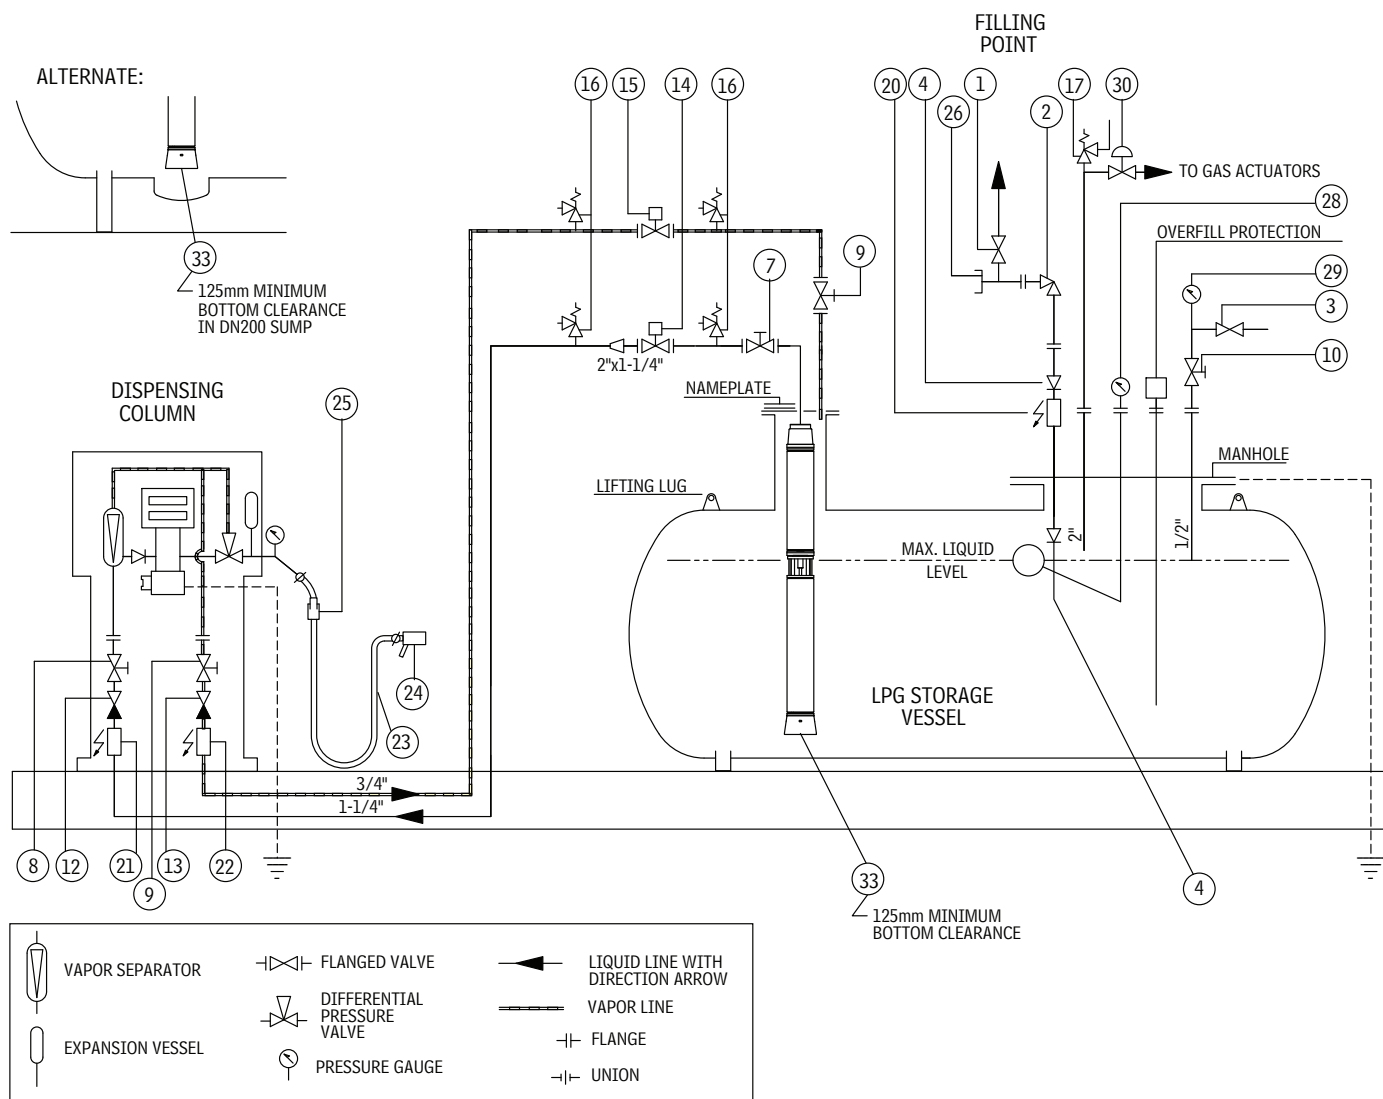 FILLING
POINT
ALTERNATE:
16
15
14
16
20
4
1
26
2
17
30
TO GAS ACTUATORS
28
OVERFILL PROTECTION
33
125mm MINIMUM
BOTTOM CLEARANCE
IN DN200 SUMP
7
9
29
3
10
2"x1-1/4"
4
20
NAMEPLATE
DISPENSING
COLUMN
25
MANHOLE
LIFTING LUG
2"
1/2"
MAX. LIQUID
LEVEL
24
23
LPG STORAGE
VESSEL
3/4"
1-1/4"
8
12
9
13
21
22
33
125mm MINIMUM
BOTTOM CLEARANCE
4
VAPOR SEPARATOR
EXPANSION VESSEL
FLANGED VALVE
DIFFERENTIAL
PRESSURE
VALVE
PRESSURE GAUGE
LIQUID LINE WITH
DIRECTION ARROW
VAPOR LINE
FLANGE
UNION